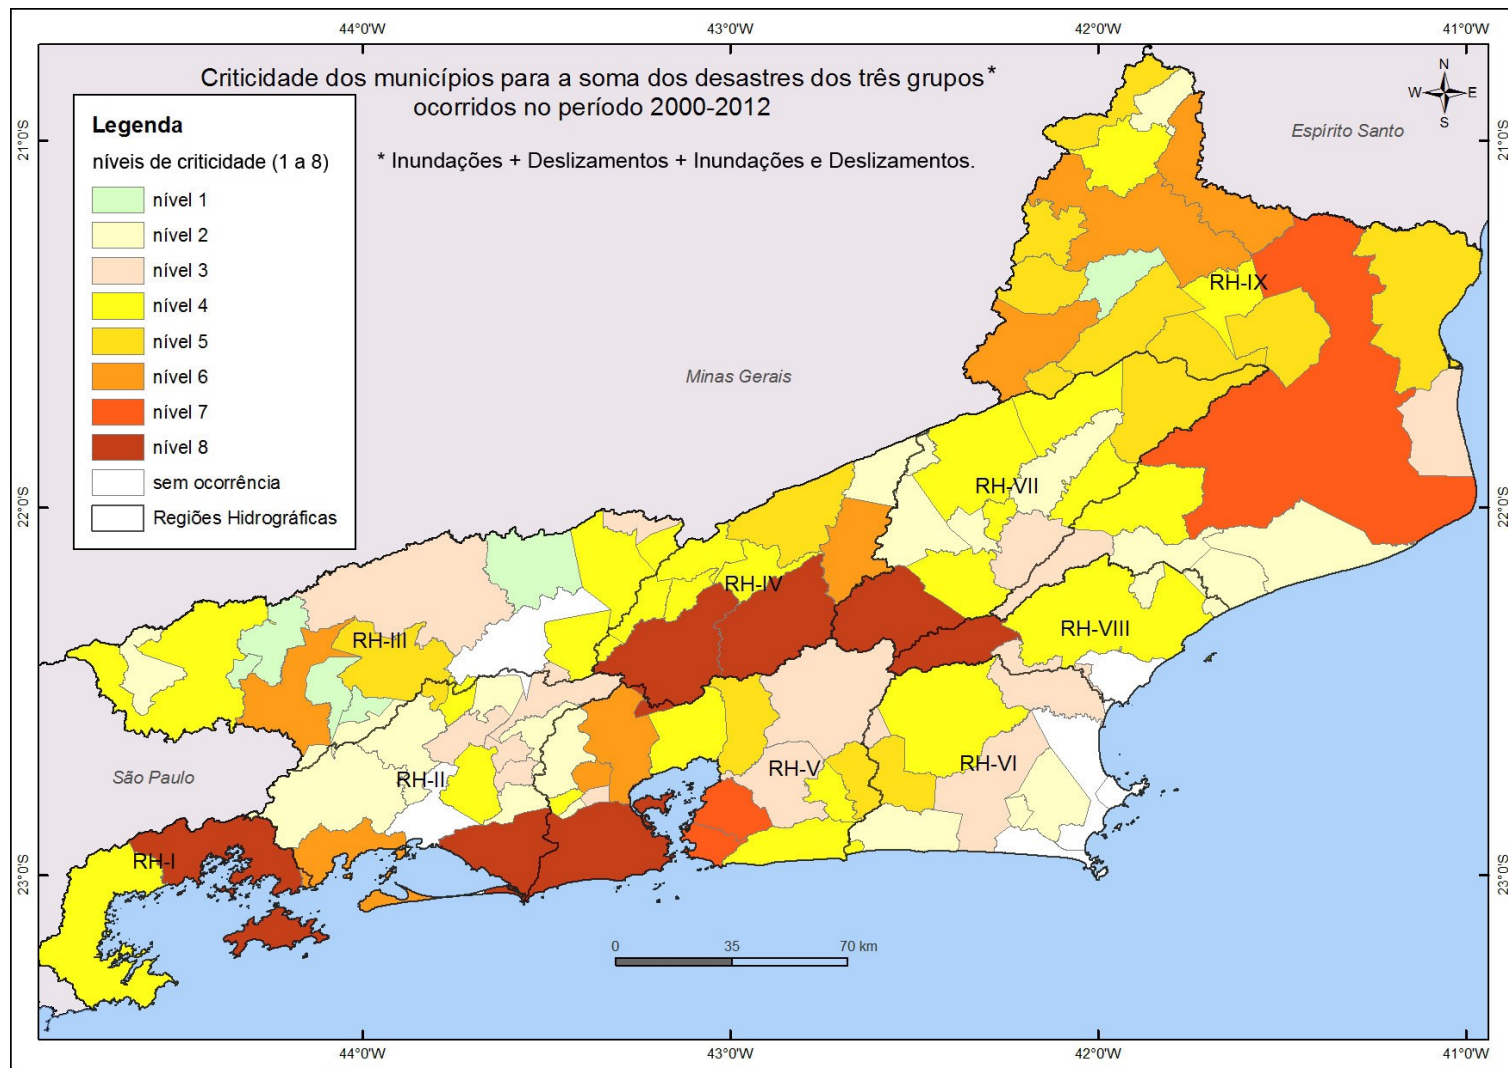 44°0'W 43°0'W 42°0'W 41°0'W
Criticidade dos municípios para a soma dos desastres dos três grupos*
ocorridos no período 2000-2012
* Inundações + Deslizamentos + Inundações e Deslizamentos.
N
W E
S
Legenda
níveis de criticidade (1 a 8)
nível 1
nível 2
nível 3
nível 4
nível 5
nível 6
nível 7
nível 8
sem ocorrência
Regiões Hidrográficas
21°0'S
21°0'S
Espírito Santo
RH-IX
Minas Gerais
RH-VII
22°0'S
22°0'S
RH-IV
RH-III
RH-VIII
São Paulo
RH-II
RH-V
RH-VI
RH-I
23°0'S
23°0'S
0 35 70 km
44°0'W 43°0'W 42°0'W 41°0'W